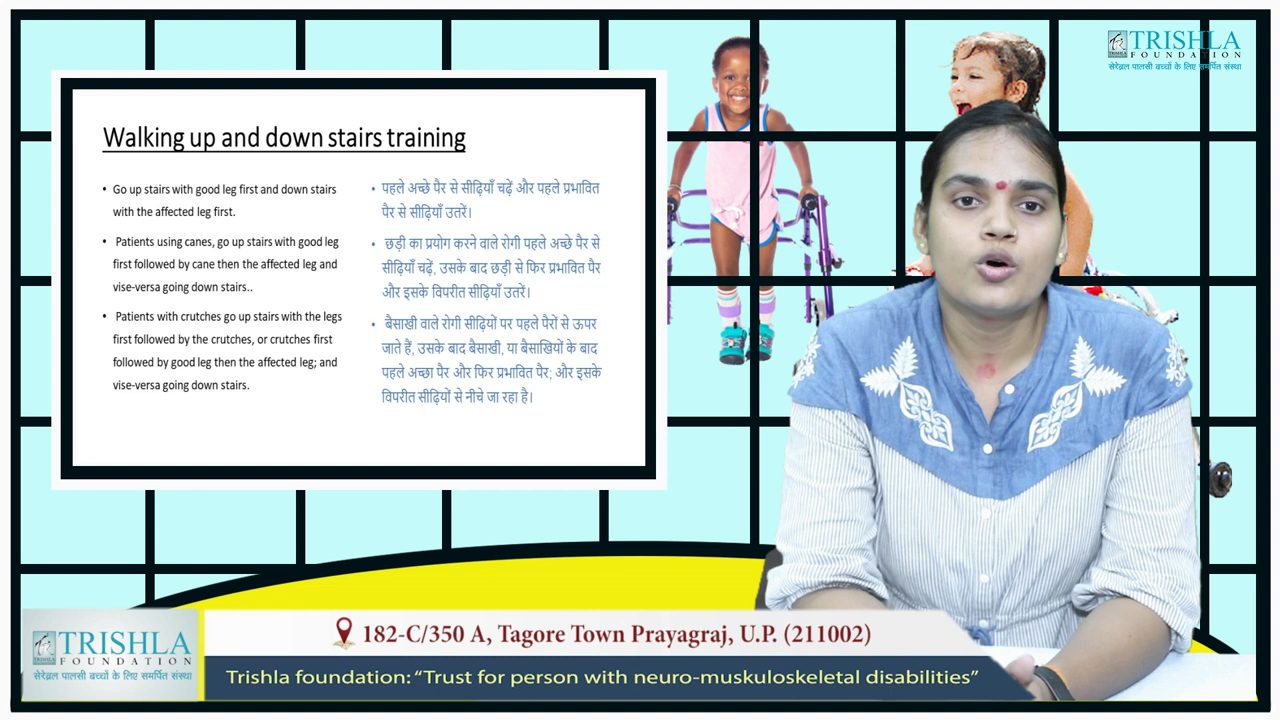 TRISHLA
FOUNDATION
सेरेब्रल पालसी बच्चों के लिए समर्पित संस्था
Walking up and down stairs training
• Go up stairs with good leg first and down stairs
with the affected leg first.
• Patients using canes, go up stairs with good leg
first followed by cane then the affected leg and
vise-versa going down stairs..
• Patients with crutches go up stairs with the legs
first followed by the crutches, or crutches first
followed by good leg then the affected leg; and
vise-versa going down stairs.
• पहले अच्छे पैर से सीढ़ियाँ चढ़ें और पहले प्रभावित
पैर से सीढ़ियाँ उतरें।
• छड़ी का प्रयोग करने वाले रोगी पहले अच्छे पैर से
सीढ़ियाँ चढ़ें, उसके बाद छड़ी से फिर प्रभावित पैर
और इसके विपरीत सीढ़ियाँ उतरें।
• बैसाखी वाले रोगी सीढ़ियों पर पहले पैरों से ऊपर
जाते हैं, उसके बाद बैसाखी, या बैसाखियों के बाद
पहले अच्छा पैर और फिर प्रभावित पैर; और इसके
विपरीत सीढ़ियों से नीचे जा रहा है।
182-C/350 A, Tagore Town Prayagraj, U.P. (211002)
TRISHLA
FOUNDATION
सेरेब्रल पालसी बच्चों के लिए समर्पित संस्था
Trishla foundation: “Trust for person with neuro-muskuloskeletal disabilities”